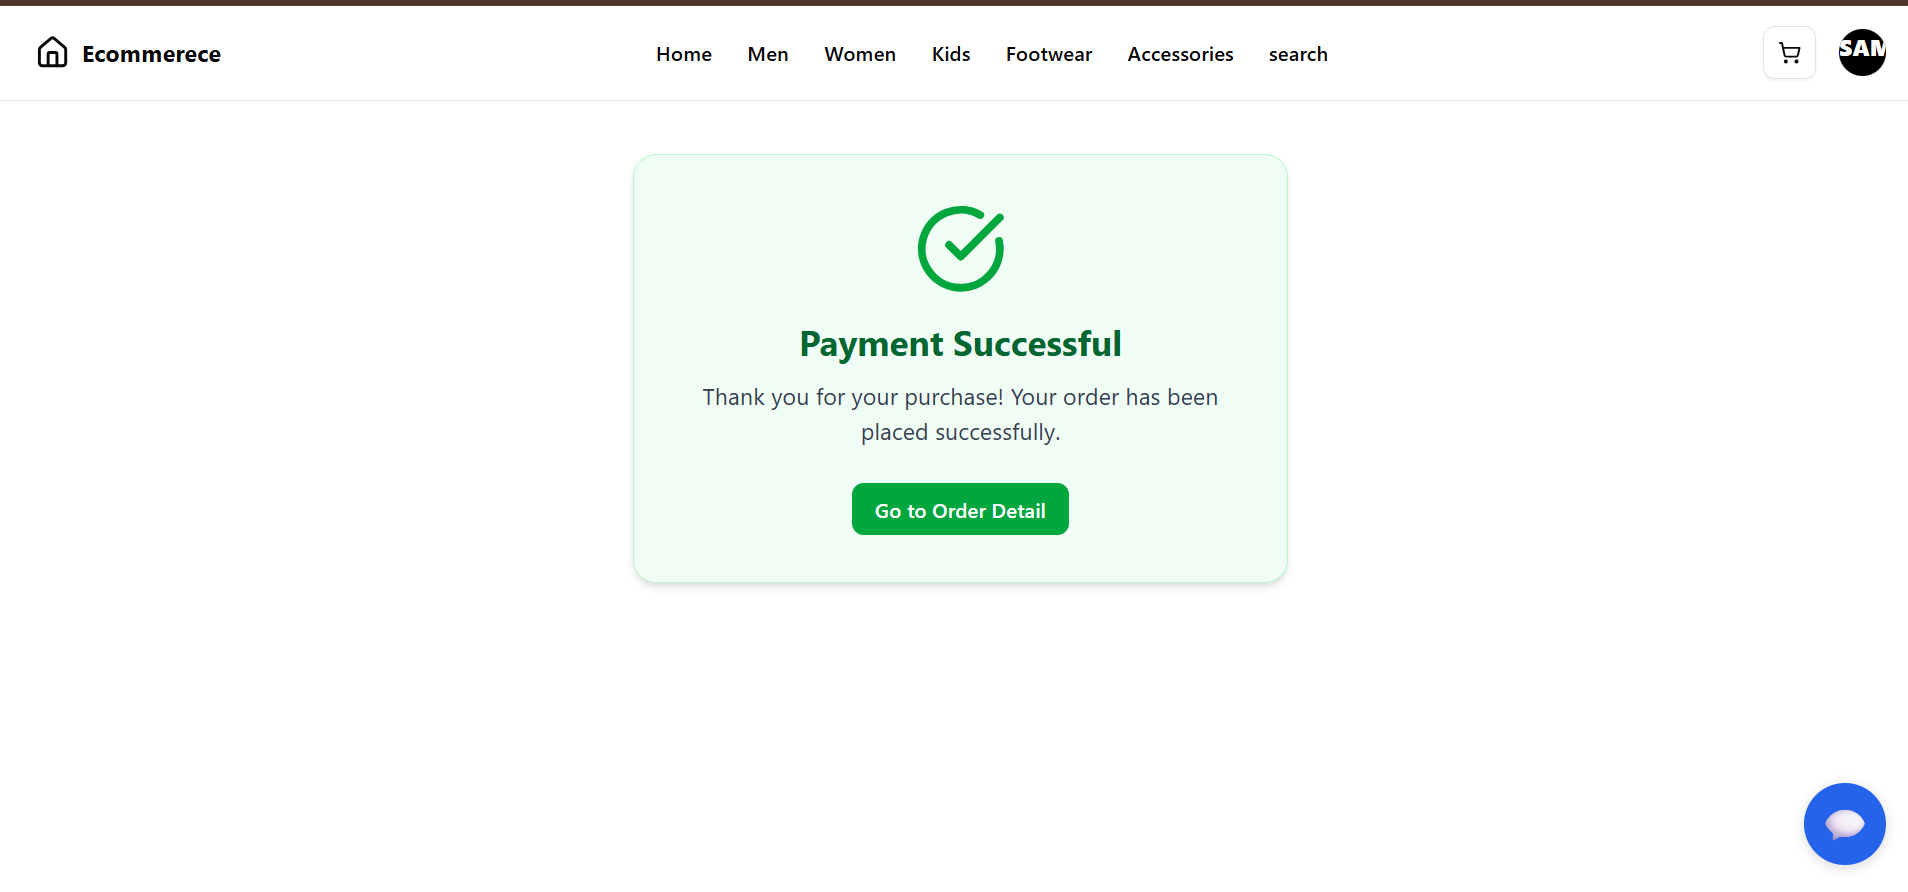 Ecommerece
Home Men Women Kids Footwear Accessories search
SAM
Payment Successful
Thank you for your purchase! Your order has been
placed successfully.
Go to Order Detail